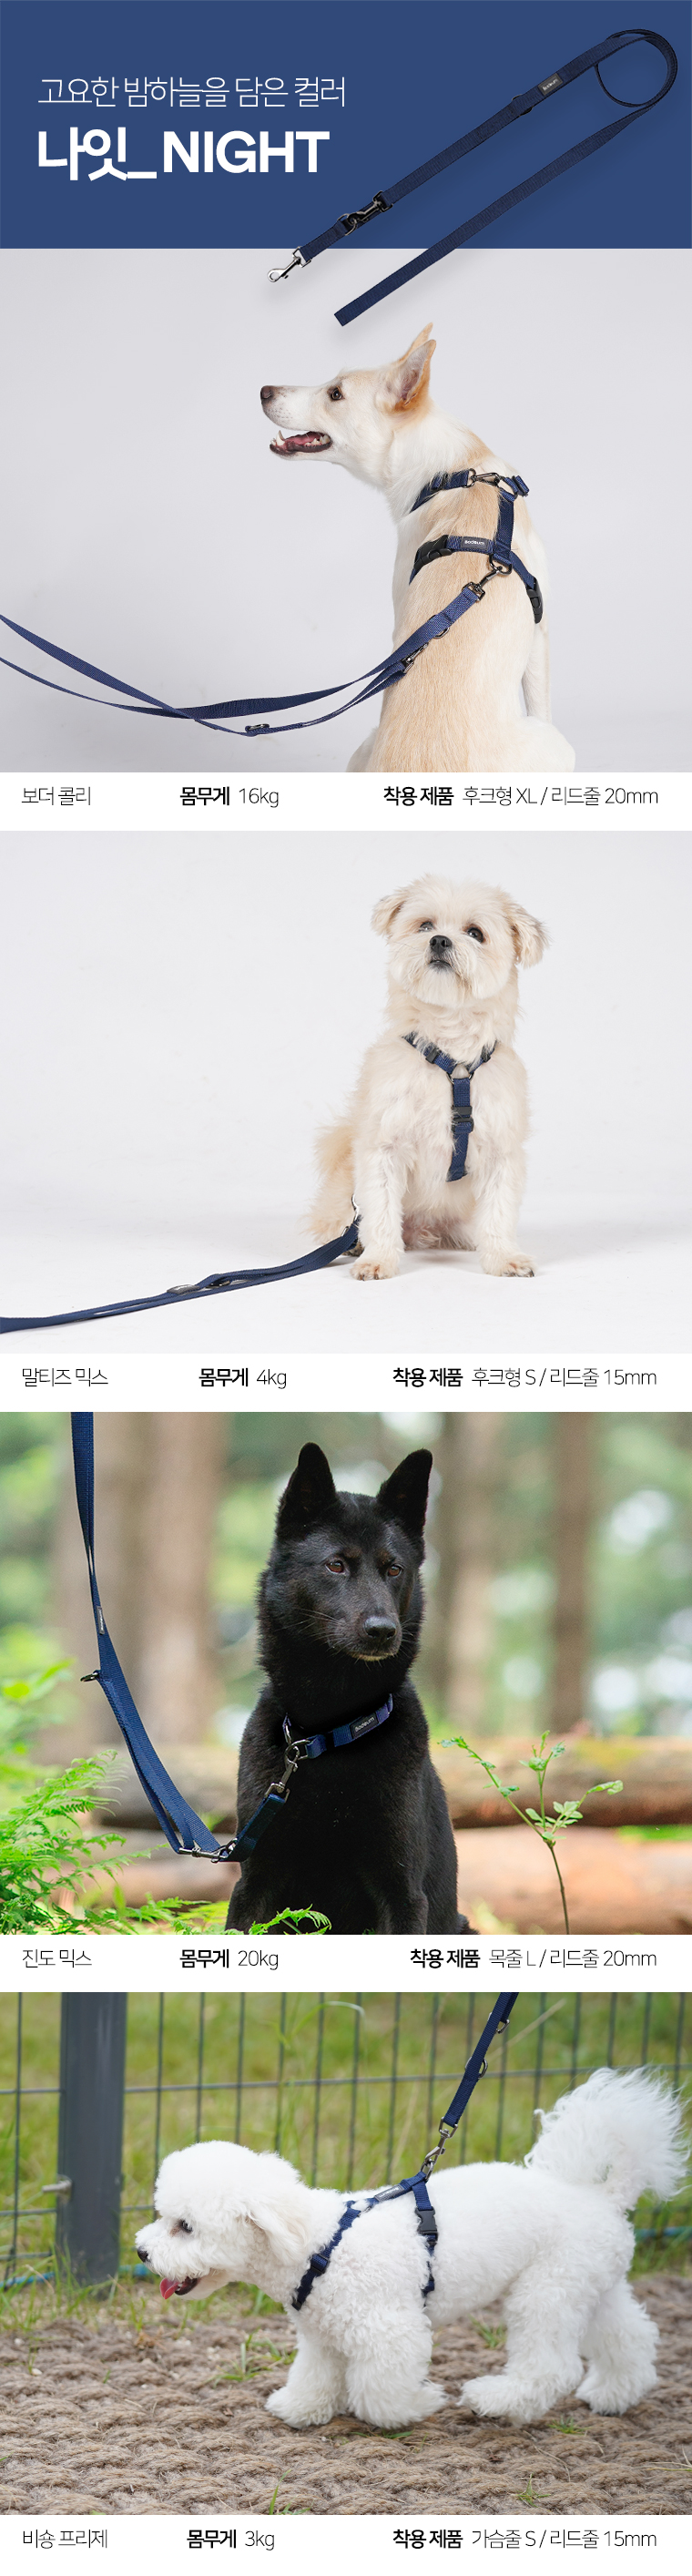 고요한 밤하늘을 담은 컬러
나잇_NIGHT
보더 콜리 몸무게 16kg 착용 제품 후크형 XL / 리드줄 20mm
말티즈 믹스 몸무게 4kg 착용 제품 후크형 S / 리드줄 15mm
진도 믹스 몸무게 20kg 착용 제품 목줄 L / 리드줄 20mm
비숑 프리제 몸무게 3kg 착용 제품 가슴줄 S / 리드줄 15mm